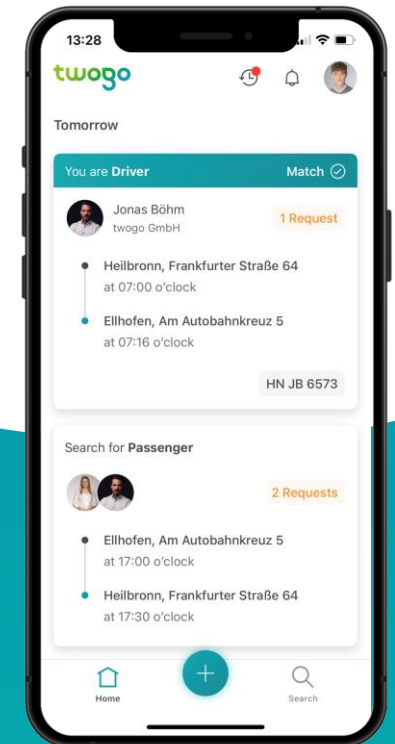 13:28
twogo
Tomorrow
You are Driver Match
Jonas Böhm
twogo GmbH
1 Request
Heilbronn, Frankfurter Straße 64
at 07:00 o'clock
Ellhofen, Am Autobahnkreuz 5
at 07:16 o'clock
HN JB 6573
Search for Passenger
2 Requests
Ellhofen, Am Autobahnkreuz 5
at 17:00 o'clock
Heilbronn, Frankfurter Straße 64
at 17:30 o'clock
Home
Search